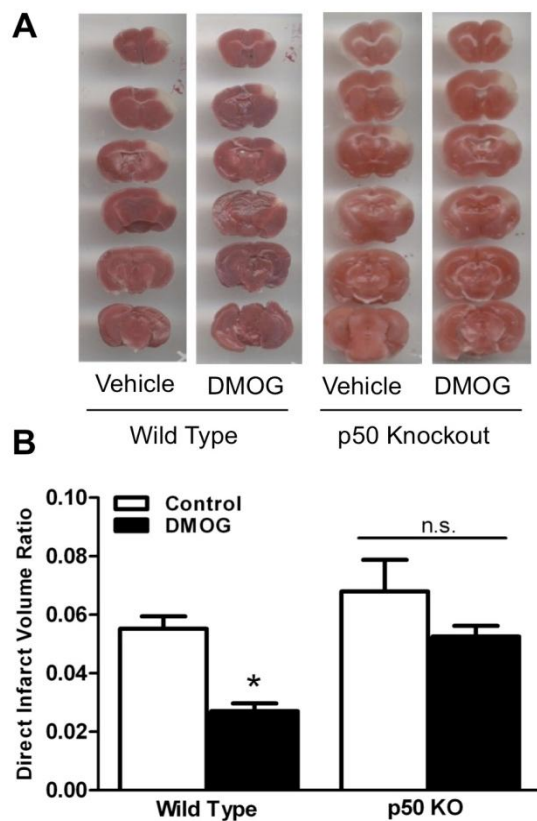 A
Vehicle DMOG Vehicle DMOG
Wild Type p50 Knockout
B
Direct Infarct Volume Ratio
0.10
0.08
0.06
0.04
0.02
0.00
Control
DMOG
*
n.s.
Wild Type p50 KO